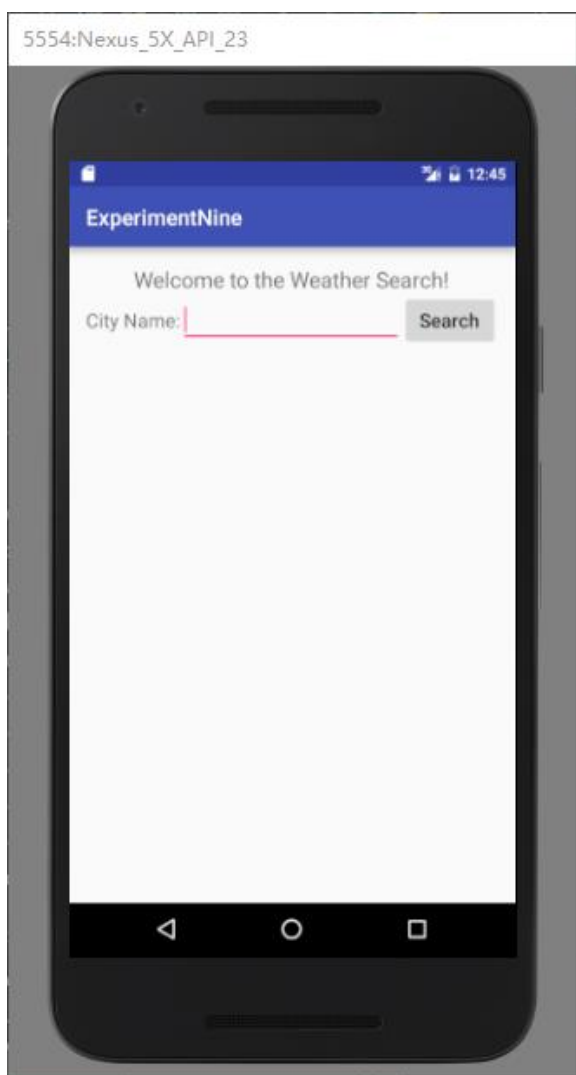 5554:Nexus_5X_API_23
12:45
ExperimentNine
Welcome to the Weather Search!
City Name:
Search